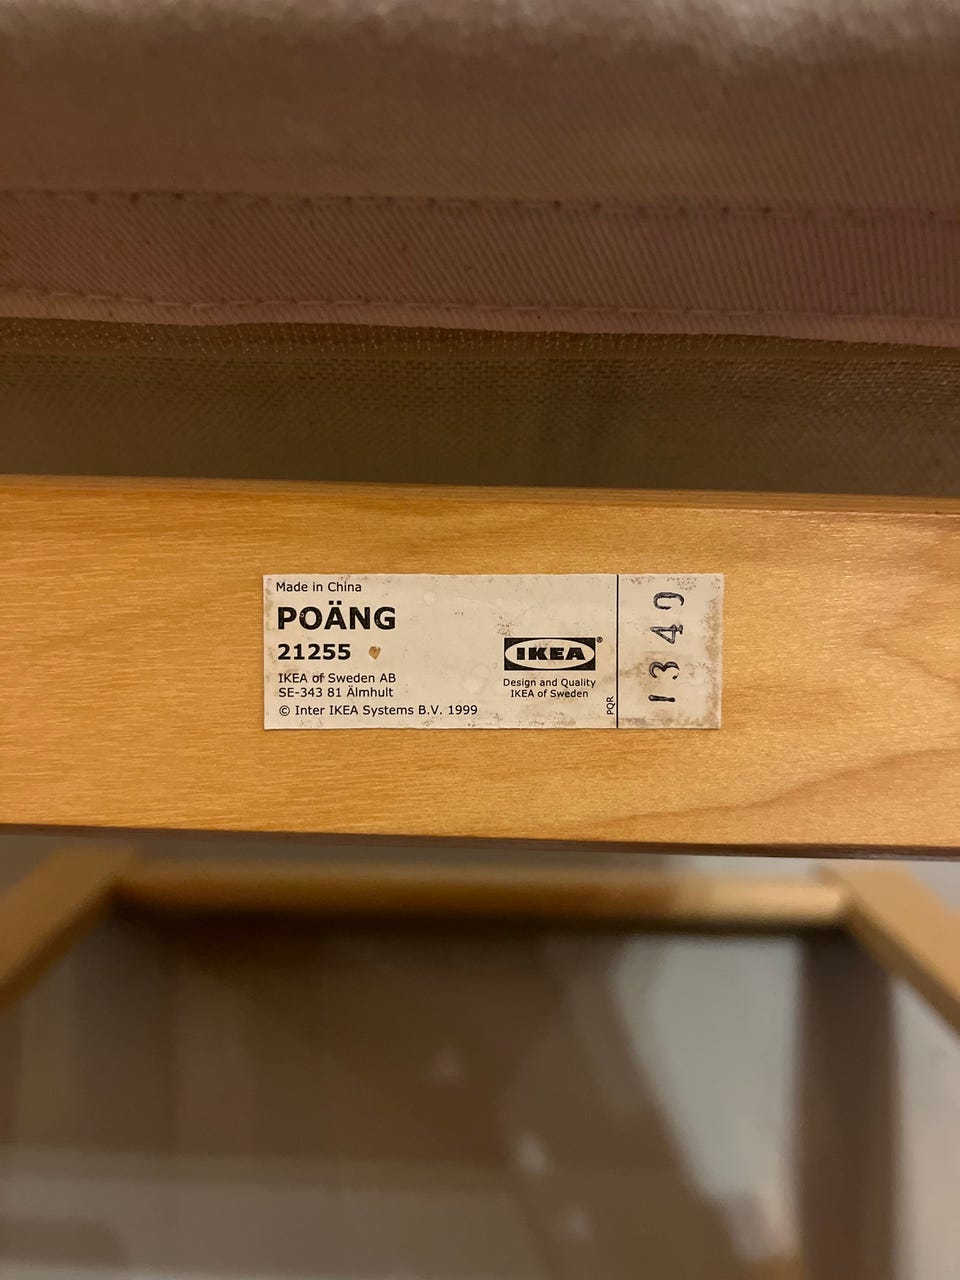 Made in China
POÄNG
21255
IKEA of Sweden AB
SE-343 81 Älmhult
© Inter IKEA Systems B.V. 1999
IKEA®
Design and Quality
IKEA of Sweden
PQR
1340